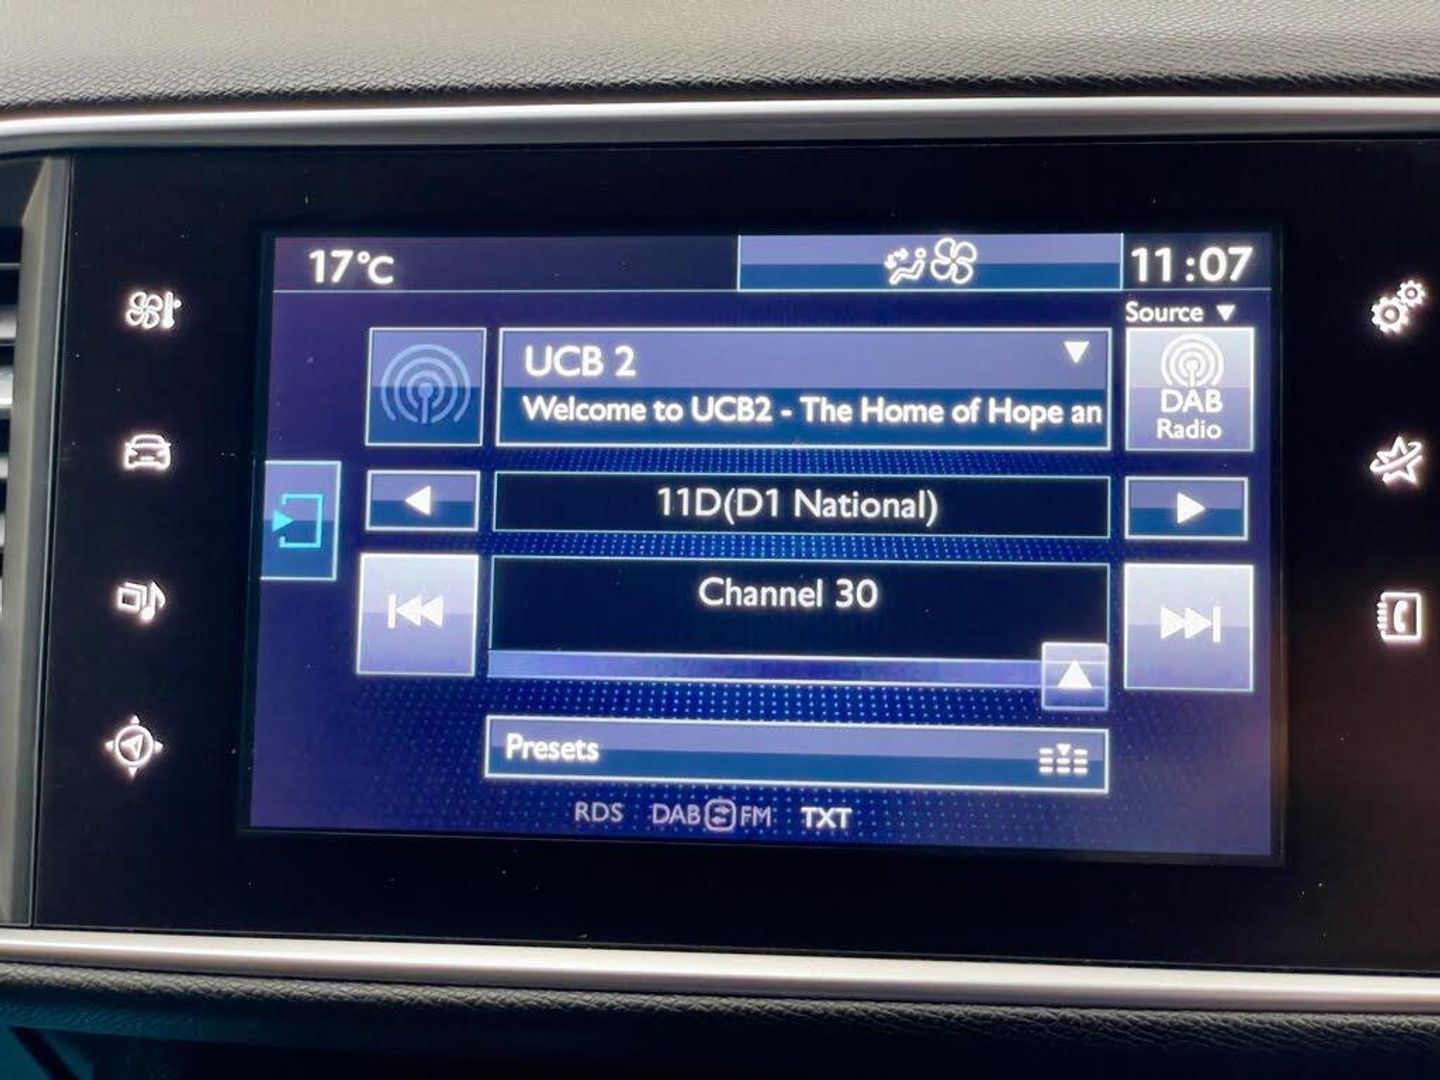 17°C
11:07
Source
UCB 2
Welcome to UCB2 - The Home of Hope an
DAB
Radio
11D(D1 National)
Channel 30
Presets
RDS DAB FM TXT